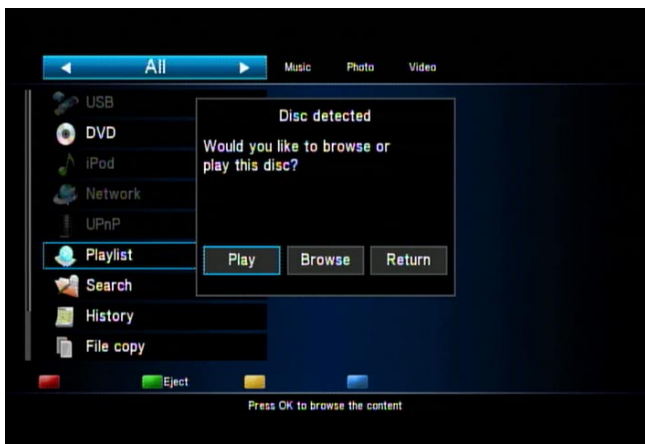 All
Music
Photo
Video
USB
DVD
iPod
Network
UPnP
Playlist
Search
History
File copy
Disc detected
Would you like to browse or
play this disc?
Play
Browse
Return
Eject
Press OK to browse the content